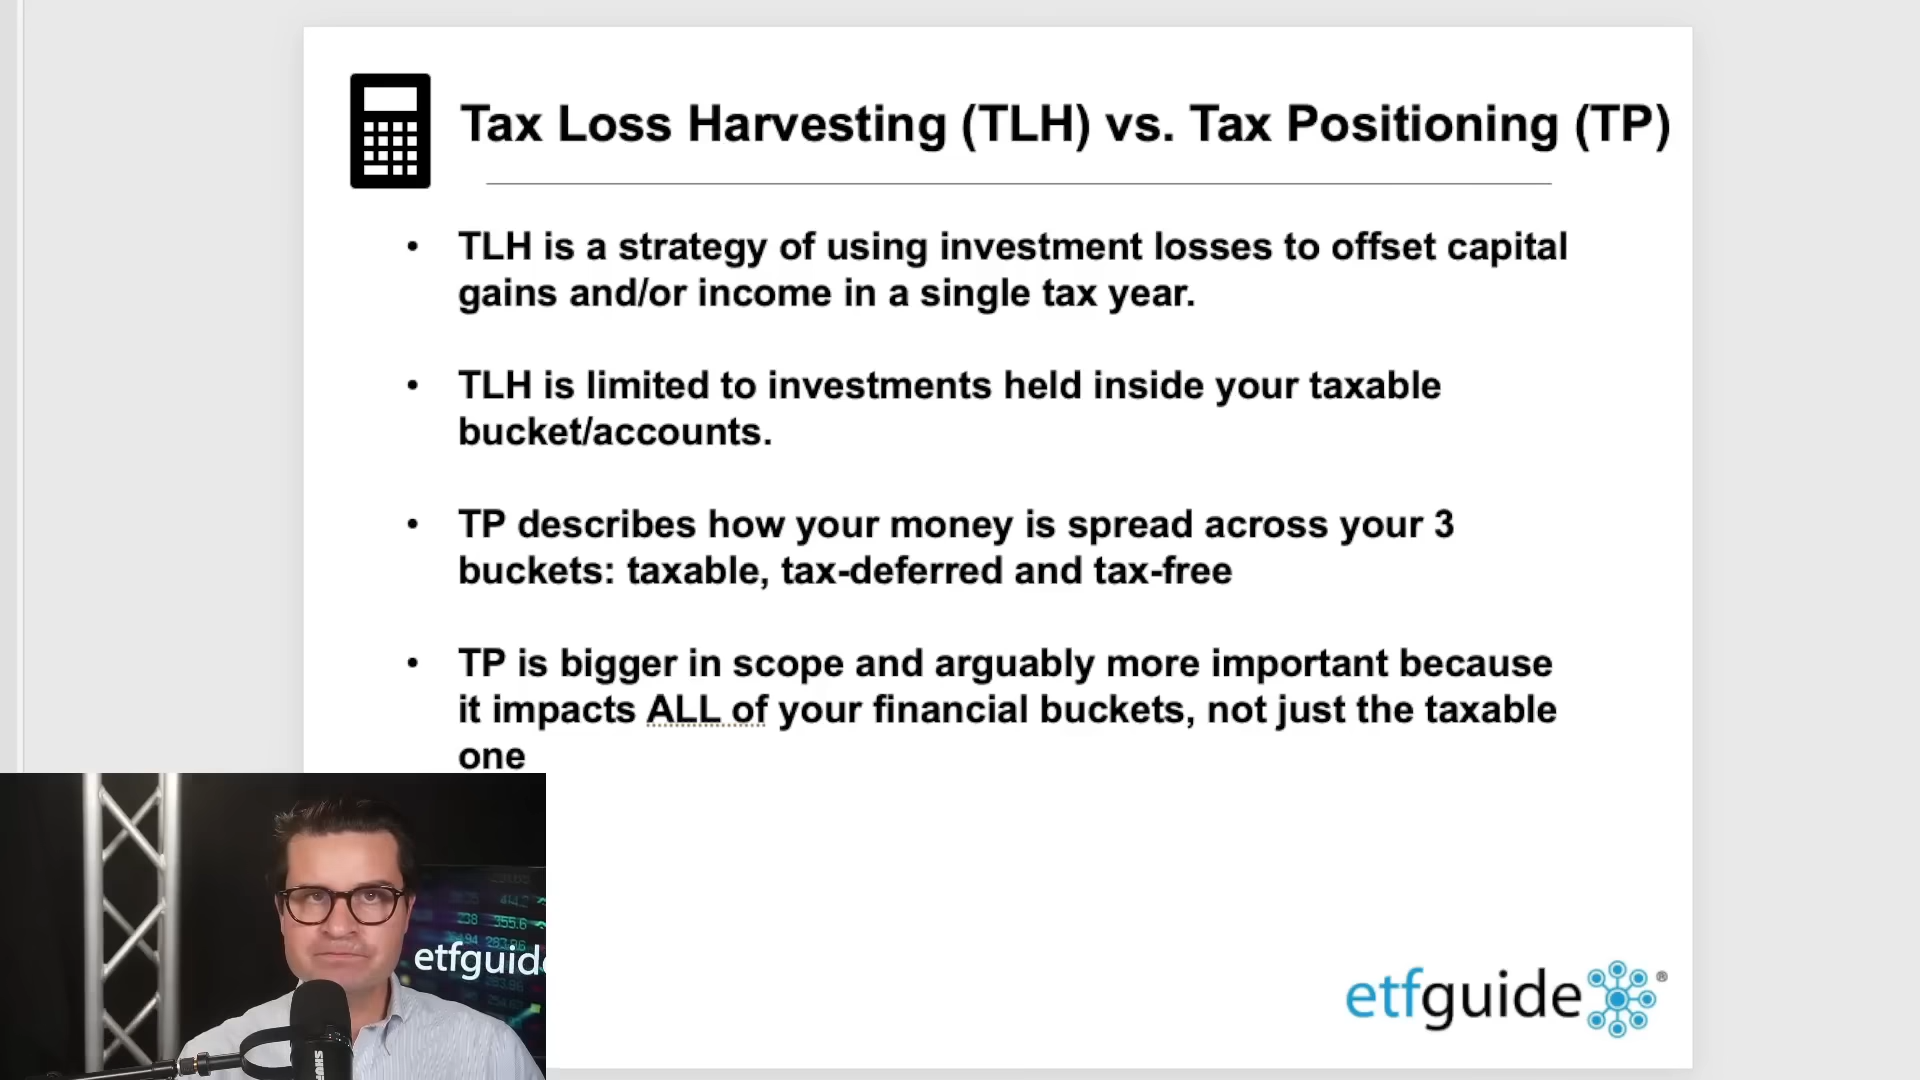 Tax Loss Harvesting (TLH) vs. Tax Positioning (TP)
• TLH is a strategy of using investment losses to offset capital
gains and/or income in a single tax year.
• TLH is limited to investments held inside your taxable
bucket/accounts.
• TP describes how your money is spread across your 3
buckets: taxable, tax-deferred and tax-free
• TP is bigger in scope and arguably more important because
it impacts ALL of your financial buckets, not just the taxable
one
238 355.6
etfguide
SHURE
etfguide®